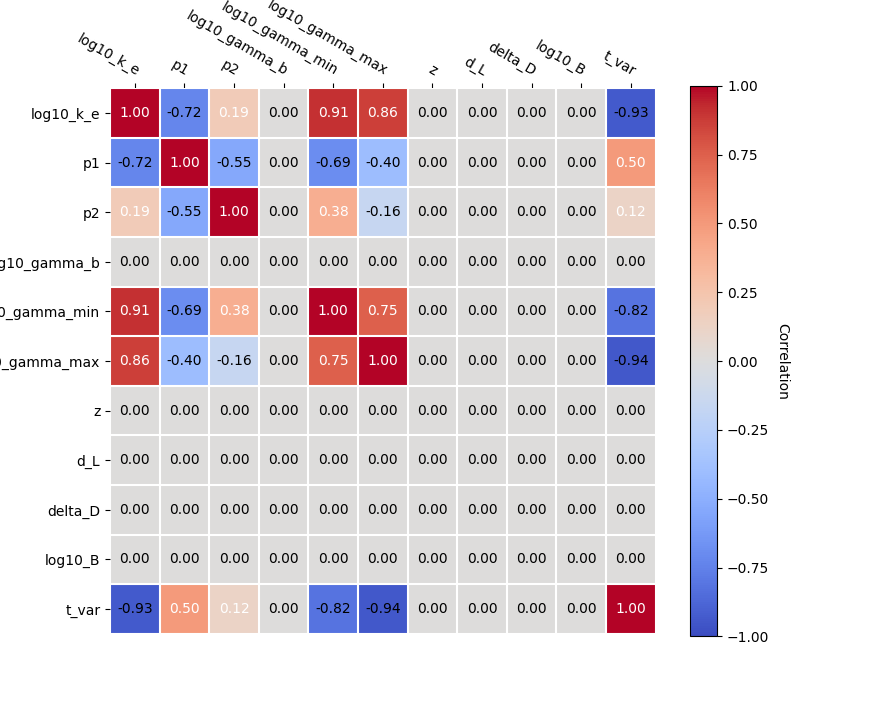 log10_k_e p1 p2 log10_gamma_b log10_gamma_min log10_gamma_max z d_L delta_D log10_B t_var
log10_k_e 1.00 -0.72 0.19 0.00 0.91 0.86 0.00 0.00 0.00 0.00 -0.93
p1 -0.72 1.00 -0.55 0.00 -0.69 -0.40 0.00 0.00 0.00 0.00 0.50
p2 0.19 -0.55 1.00 0.00 0.38 -0.16 0.00 0.00 0.00 0.00 0.12
g10_gamma_b 0.00 0.00 0.00 0.00 0.00 0.00 0.00 0.00 0.00 0.00 0.00
0_gamma_min 0.91 -0.69 0.38 0.00 1.00 0.75 0.00 0.00 0.00 0.00 -0.82
_gamma_max 0.86 -0.40 -0.16 0.00 0.75 1.00 0.00 0.00 0.00 0.00 -0.94
z 0.00 0.00 0.00 0.00 0.00 0.00 0.00 0.00 0.00 0.00 0.00
d_L 0.00 0.00 0.00 0.00 0.00 0.00 0.00 0.00 0.00 0.00 0.00
delta_D 0.00 0.00 0.00 0.00 0.00 0.00 0.00 0.00 0.00 0.00 0.00
log10_B 0.00 0.00 0.00 0.00 0.00 0.00 0.00 0.00 0.00 0.00 0.00
t_var -0.93 0.50 0.12 0.00 -0.82 -0.94 0.00 0.00 0.00 0.00 1.00
1.00
0.75
0.50
0.25
0.00
−0.25
−0.50
−0.75
−1.00
Correlation